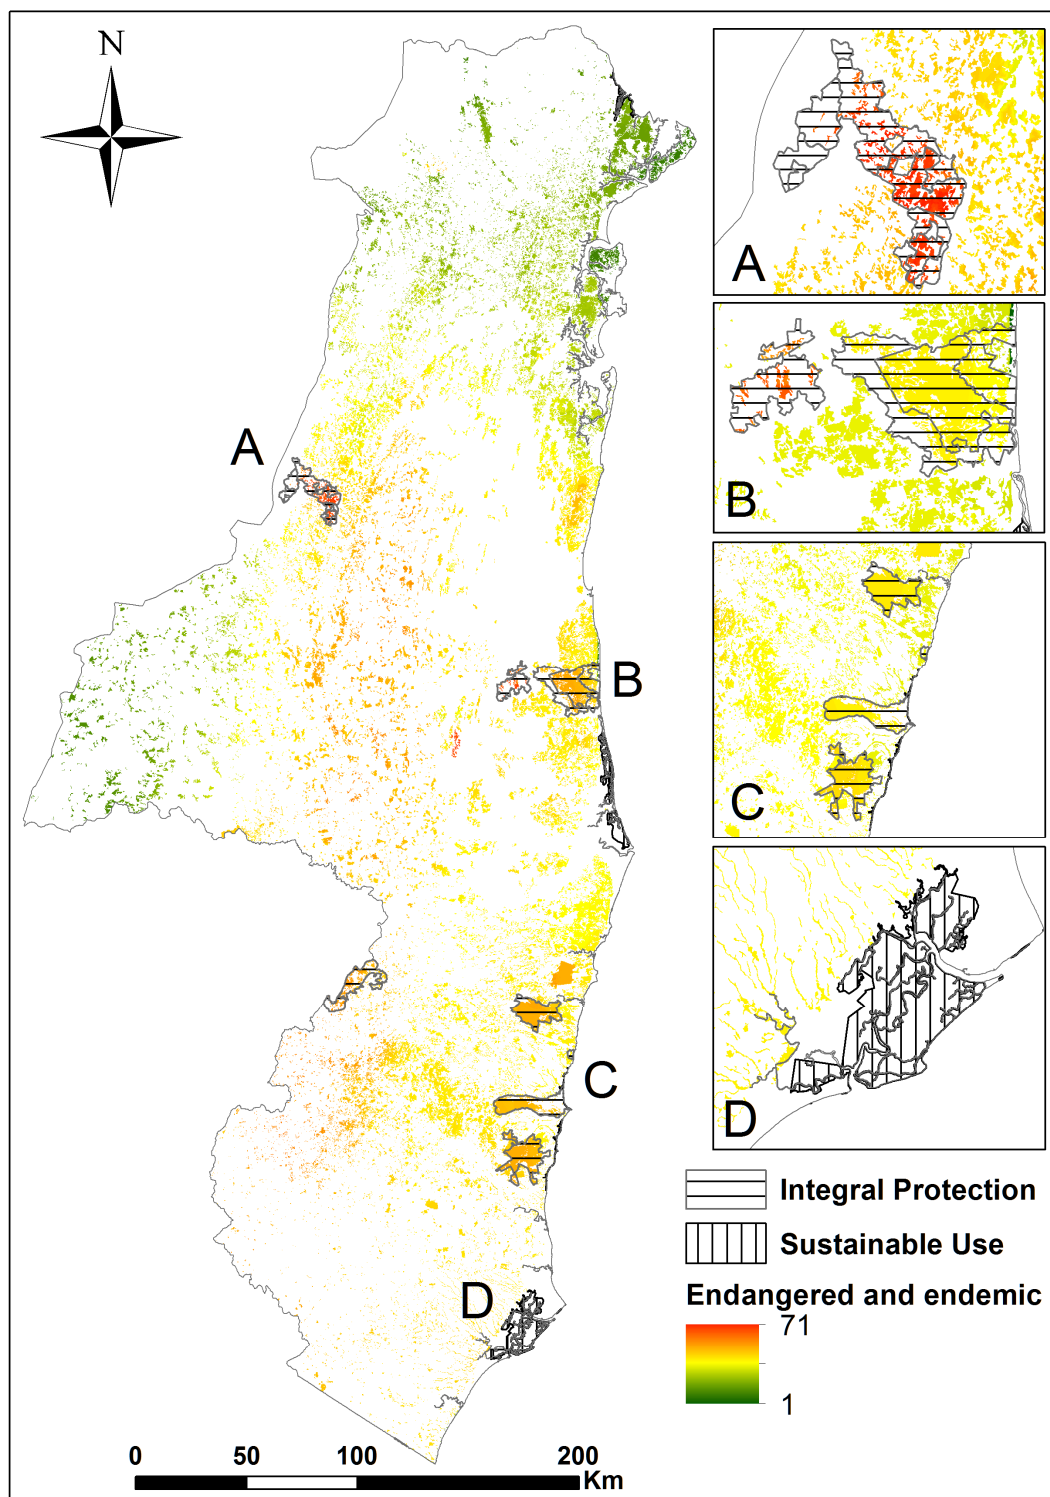 N
A
B
C
D
A
B
C
D
Integral Protection
Sustainable Use
Endangered and endemic
71
1
0 50 100 200
Km